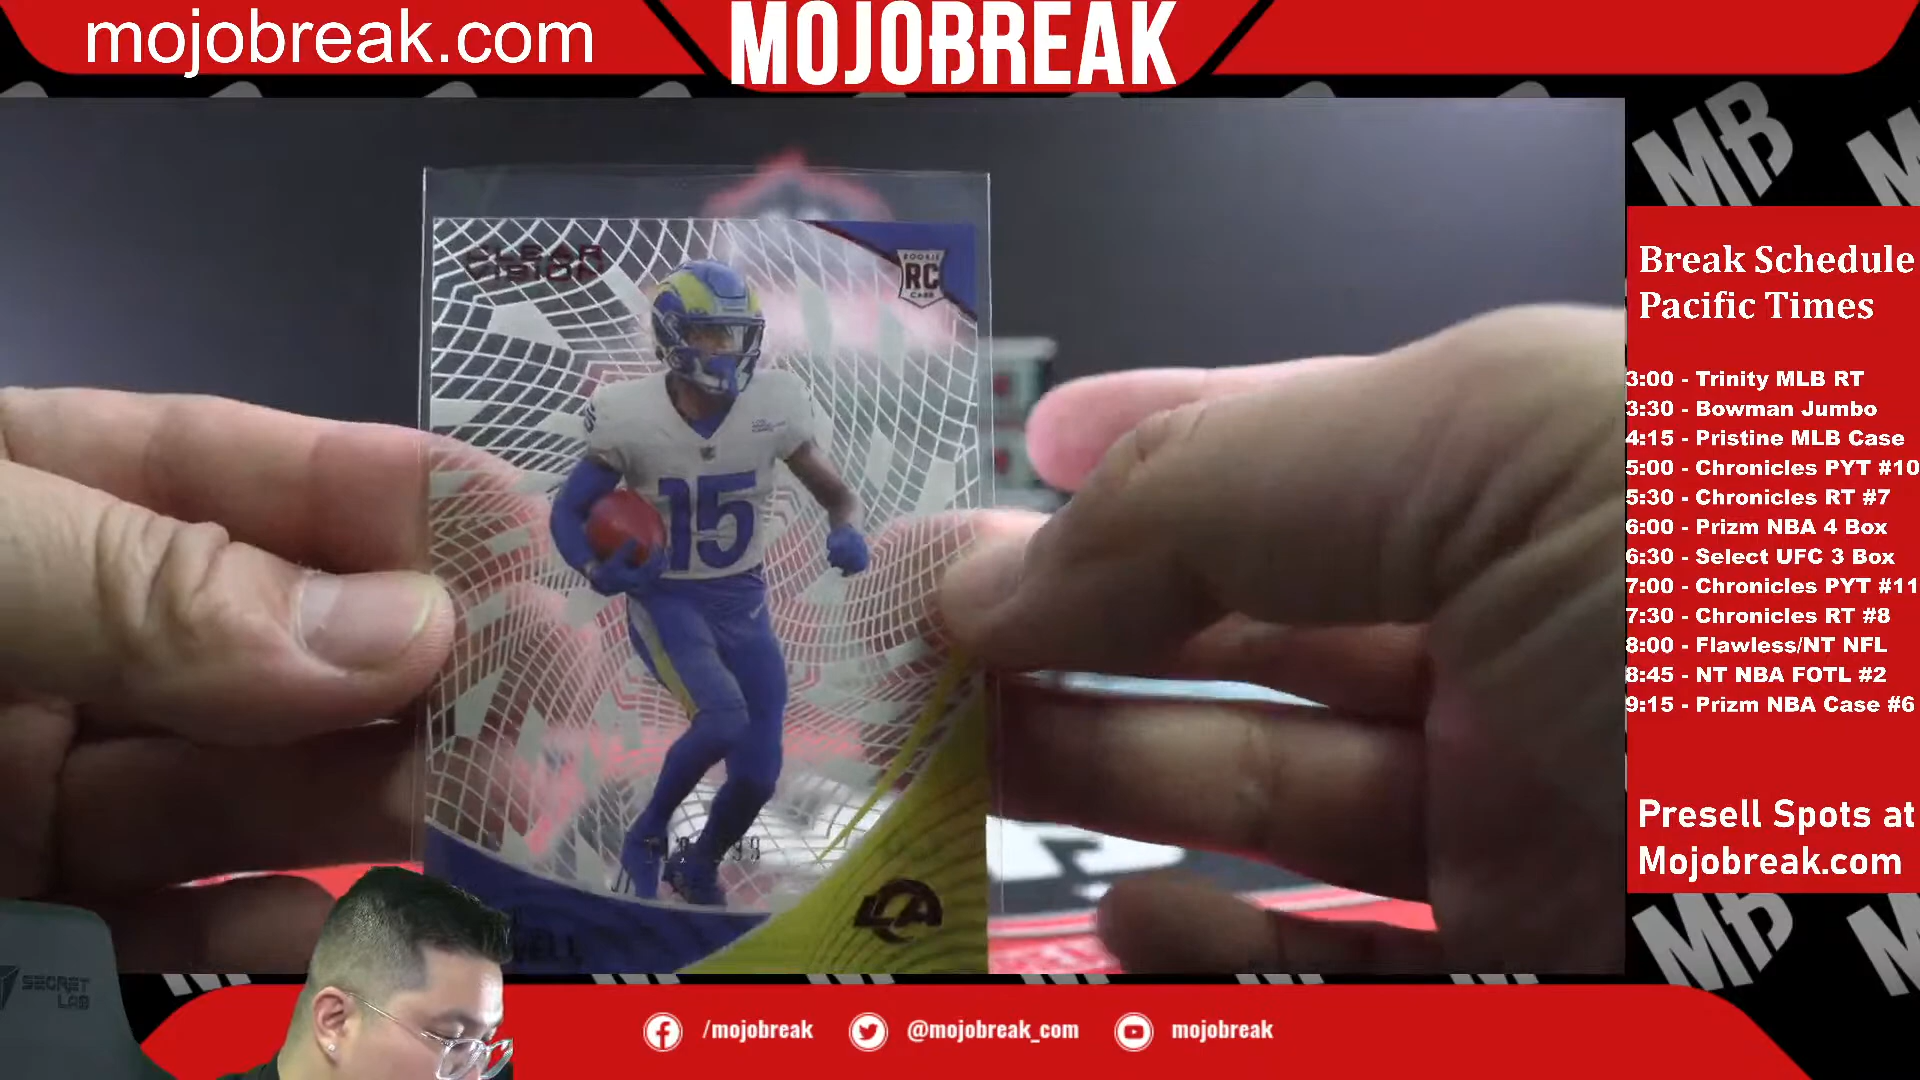 mojobreak.com
MOJOBREAK
MB
CLEAR
VISION
ROOKIE
RC
CARD
15
LA
Break Schedule
Pacific Times
3:00 - Trinity MLB RT
3:30 - Bowman Jumbo
4:15 - Pristine MLB Case
5:00 - Chronicles PYT #10
5:30 - Chronicles RT #7
6:00 - Prizm NBA 4 Box
6:30 - Select UFC 3 Box
7:00 - Chronicles PYT #11
7:30 - Chronicles RT #8
8:00 - Flawless/NT NFL
8:45 - NT NBA FOTL #2
9:15 - Prizm NBA Case #6
Presell Spots at
Mojobreak.com
MB
SECRET
LAB
/mojobreak
@mojobreak_com
mojobreak